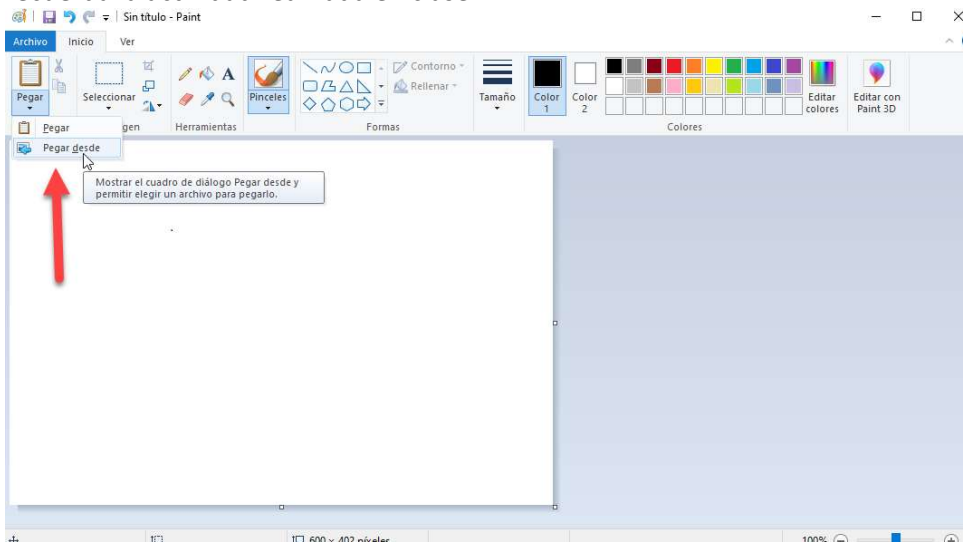 Sin título - Paint
Archivo Inicio Ver
Pegar
Seleccionar
A
Pinceles
Contorno
Rellenar
Tamaño
Color 1
Color 2
Editar colores
Editar con Paint 3D
gen Herramientas Formas Colores
Pegar
Pegar desde
Mostrar el cuadro de diálogo Pegar desde y
permitir elegir un archivo para pegarlo.
600 × 402 píxeles 100%